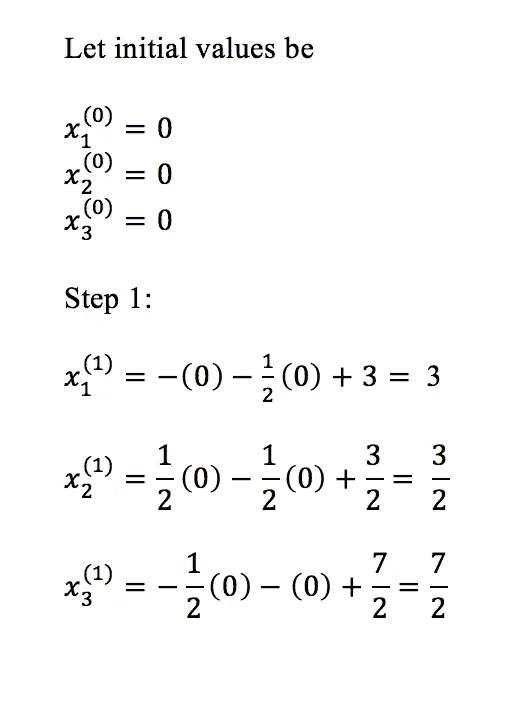 Let initial values be
x₁⁽⁰⁾ = 0
x₂⁽⁰⁾ = 0
x₃⁽⁰⁾ = 0
Step 1:
x₁⁽¹⁾ = −(0) − 1/2 (0) + 3 = 3
x₂⁽¹⁾ = 1/2 (0) − 1/2 (0) + 3/2 = 3/2
x₃⁽¹⁾ = − 1/2 (0) − (0) + 7/2 = 7/2